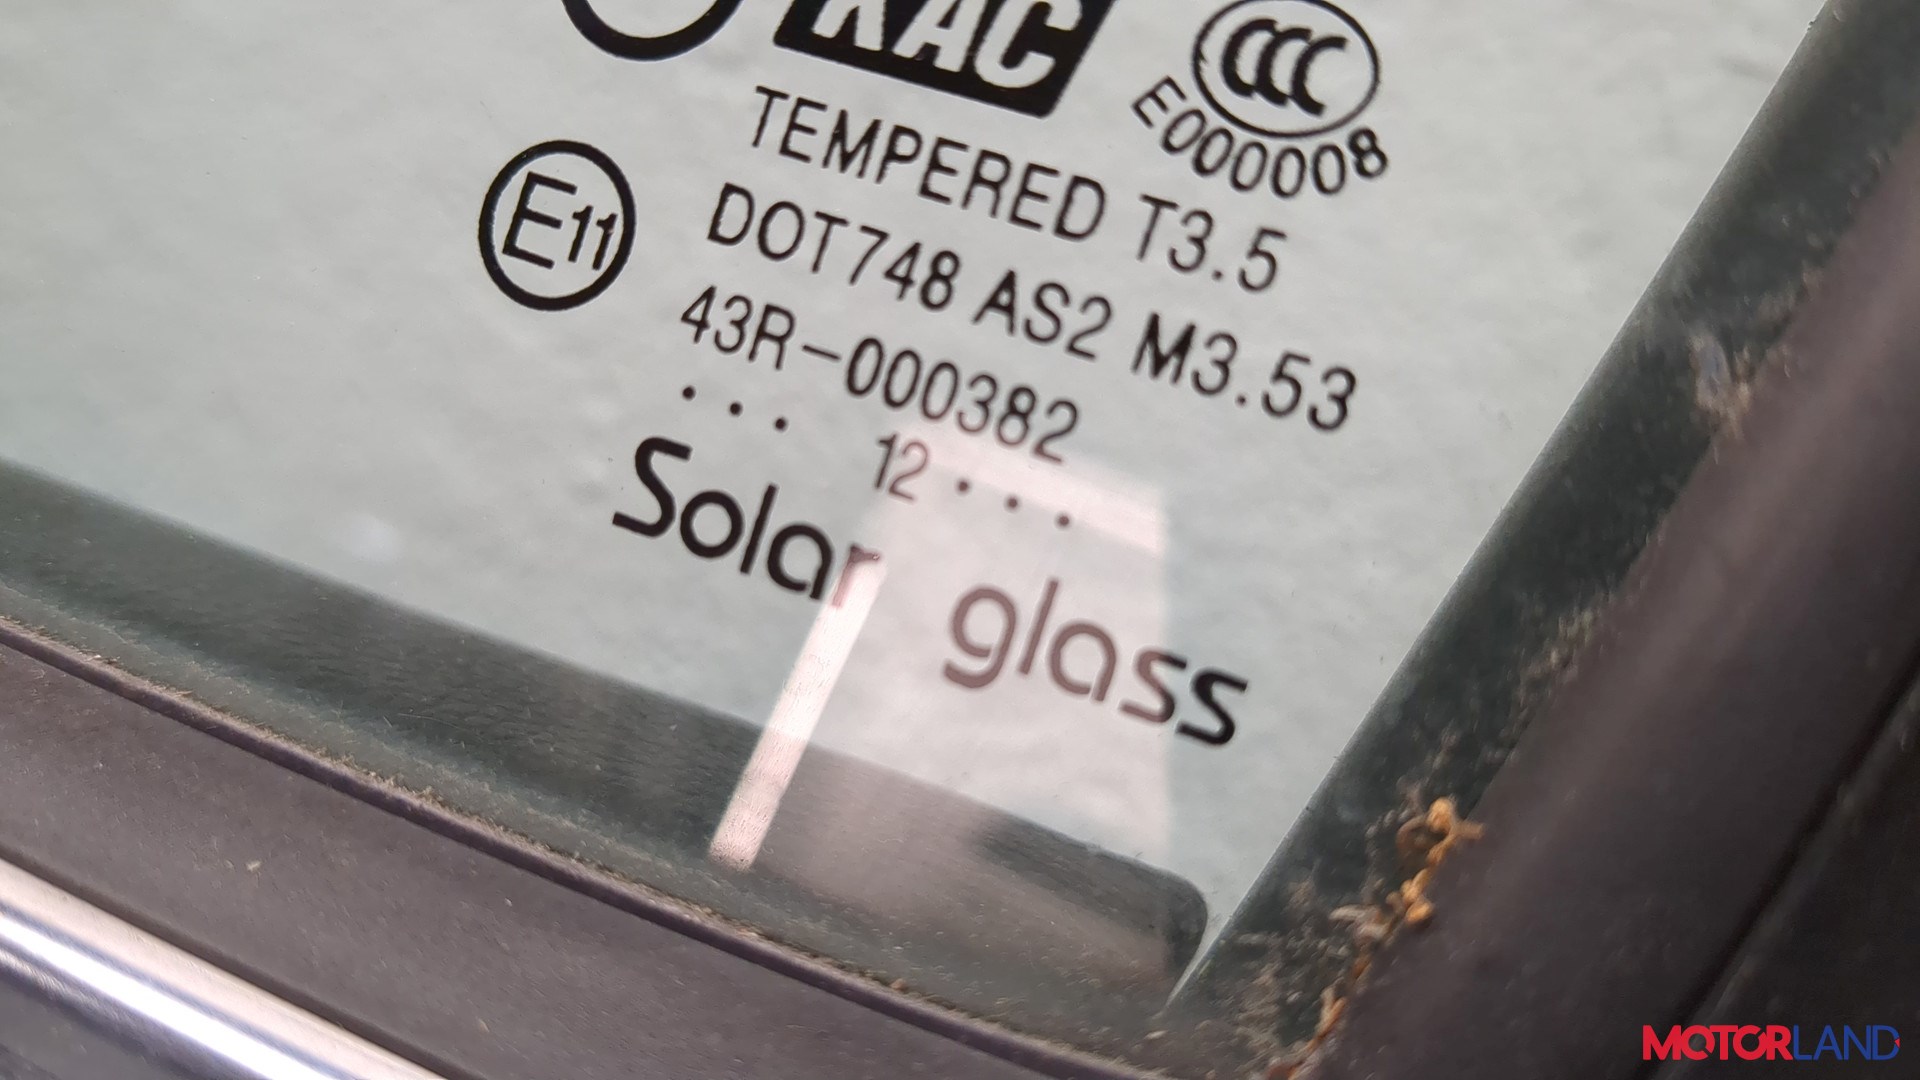 KAC
CCC
E000008
TEMPERED T3.5
E11
DOT748 AS2 M3.53
43R-000382
... 12 ...
Solar glass
MOTORLAND